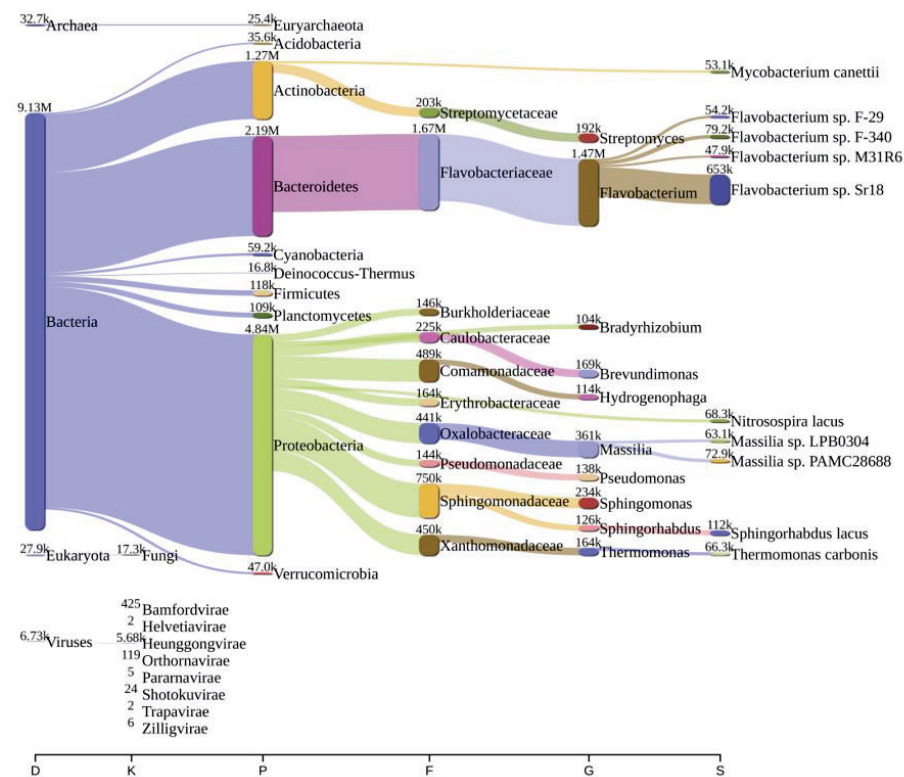 32.7k Archaea
25.4k Euryarchaeota
35.6k Acidobacteria
1.27M Actinobacteria
53.1k Mycobacterium canettii
9.13M Bacteria
203k Streptomycetaceae
192k Streptomyces
54.2k Flavobacterium sp. F-29
79.2k Flavobacterium sp. F-340
47.9k Flavobacterium sp. M31R6
653k Flavobacterium sp. Sr18
2.19M Bacteroidetes
1.67M Flavobacteriaceae
1.47M Flavobacterium
59.2k Cyanobacteria
16.8k Deinococcus-Thermus
118k Firmicutes
109k Planctomycetes
4.84M Proteobacteria
146k Burkholderiaceae
104k Bradyrhizobium
225k Caulobacteraceae
489k Comamonadaceae
169k Brevundimonas
114k Hydrogenophaga
164k Erythrobacteraceae
68.3k Nitrosospira lacus
441k Oxalobacteraceae
361k Massilia
63.1k Massilia sp. LPB0304
72.9k Massilia sp. PAMC28688
144k Pseudomonadaceae
138k Pseudomonas
750k Sphingomonadaceae
234k Sphingomonas
126k Sphingorhabdus
112k Sphingorhabdus lacus
450k Xanthomonadaceae
164k Thermomonas
66.3k Thermomonas carbonis
27.9k Eukaryota
17.3k Fungi
47.0k Verrucomicrobia
425 Bamfordvirae
2 Helvetiavirae
6.73k Viruses
5.68k Heunggongvirae
119 Orthornavirae
5 Pararnavirae
24 Shotokuvirae
2 Trapavirae
6 Zilligvirae
D K P F G S